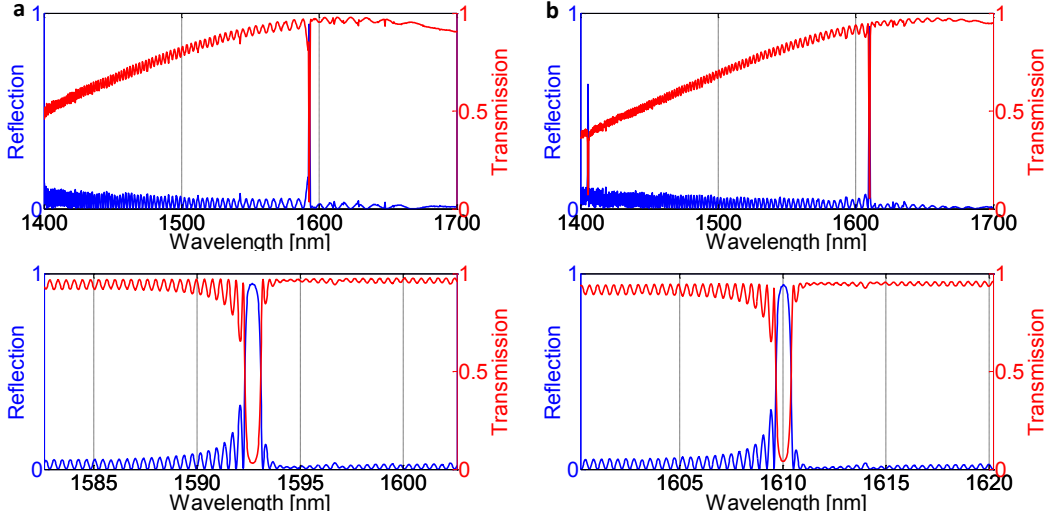 a
1
Reflection
0
1
0.5
0
Transmission
1400 1500 1600 1700
Wavelength [nm]
b
1
Reflection
0
1
0.5
0
Transmission
1400 1500 1600 1700
Wavelength [nm]
1
Reflection
0
1
0.5
0
Transmission
1585 1590 1595 1600
Wavelength [nm]
1
Reflection
0
1
0.5
0
Transmission
1605 1610 1615 1620
Wavelength [nm]